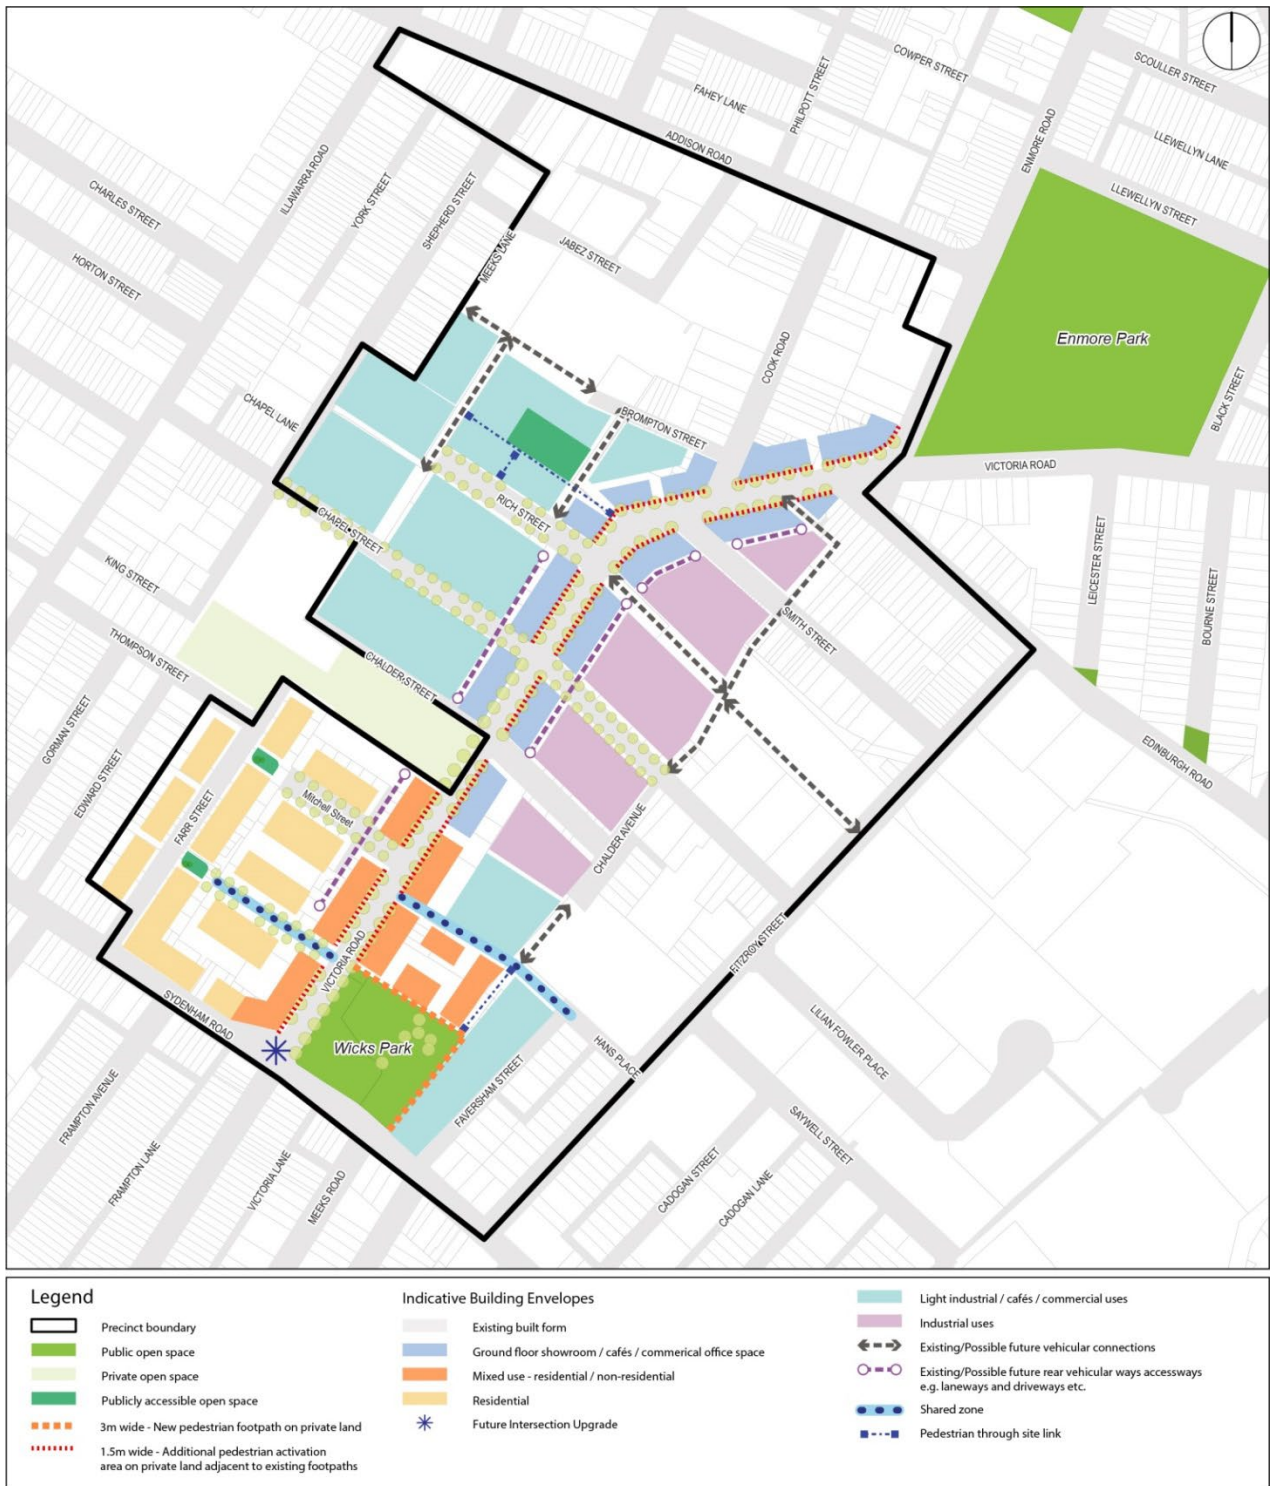 COWPER STREET
SCOULLER STREET
PHILPOTT STREET
FAHEY LANE
ADDISON ROAD
ENMORE ROAD
LLEWELLYN LANE
LLEWELLYN STREET
ILLAWARRA ROAD
CHARLES STREET
YORK STREET
SHEPHERD STREET
MEEKS LANE
JABEZ STREET
HORTON STREET
COOK ROAD
Enmore Park
BLACK STREET
CHAPEL LANE
BROMPTON STREET
VICTORIA ROAD
RICH STREET
CHAPEL STREET
KING STREET
LEICESTER STREET
BOURNE STREET
SMITH STREET
THOMPSON STREET
CHALDER STREET
GORMAN STREET
EDWARD STREET
EDINBURGH ROAD
FARR STREET
Mitchell Street
CHALDER AVENUE
VICTORIA ROAD
FITZROY STREET
SYDENHAM ROAD
LILIAN FOWLER PLACE
Wicks Park
HANS PLACE
FAVERSHAM STREET
FRAMPTON AVENUE
FRAMPTON LANE
VICTORIA LANE
MEEKS ROAD
SAYWELL STREET
CADOGAN STREET
CADOGAN LANE
Legend
Precinct boundary
Public open space
Private open space
Publicly accessible open space
3m wide - New pedestrian footpath on private land
1.5m wide - Additional pedestrian activation
area on private land adjacent to existing footpaths
Indicative Building Envelopes
Existing built form
Ground floor showroom / cafés / commerical office space
Mixed use - residential / non-residential
Residential
Future Intersection Upgrade
Light industrial / cafés / commercial uses
Industrial uses
Existing/Possible future vehicular connections
Existing/Possible future rear vehicular ways accessways
e.g. laneways and driveways etc.
Shared zone
Pedestrian through site link